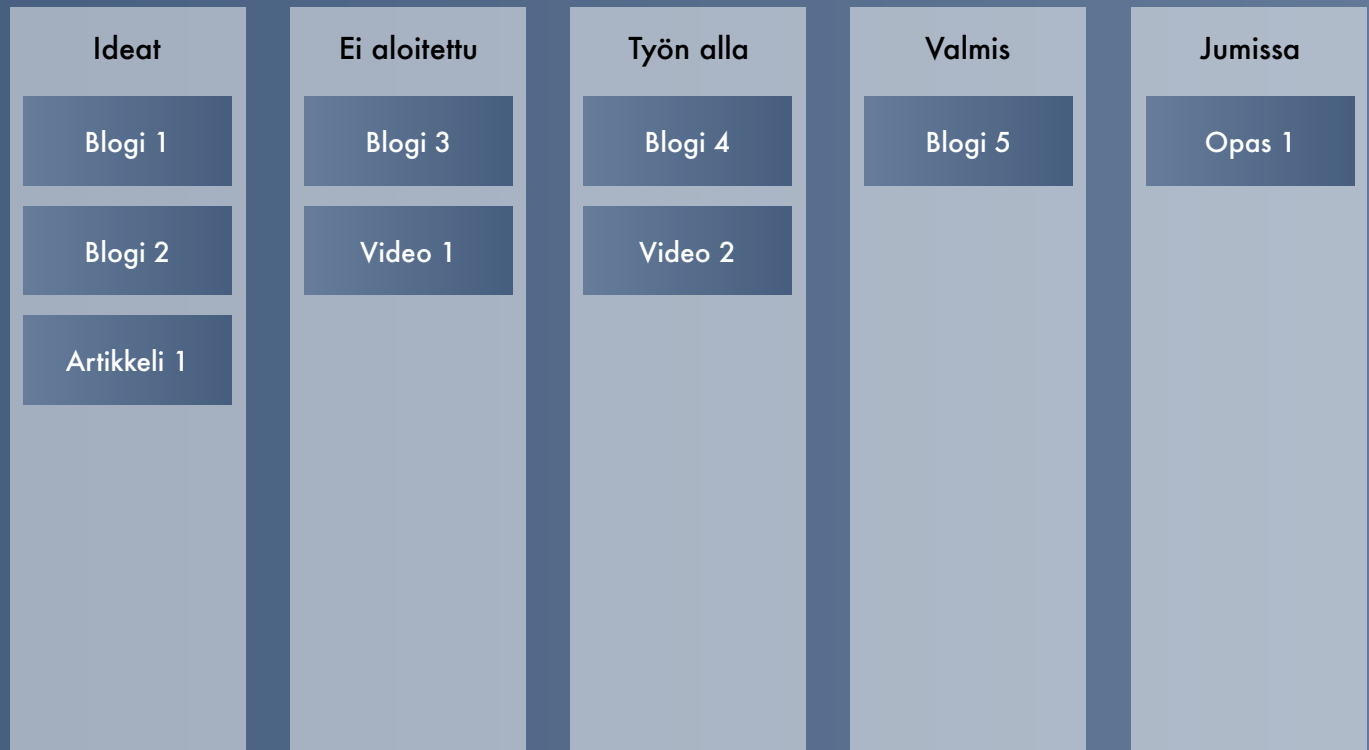 Ideat
Blogi 1
Blogi 2
Artikkeli 1
Ei aloitettu
Blogi 3
Video 1
Työn alla
Blogi 4
Video 2
Valmis
Blogi 5
Jumissa
Opas 1